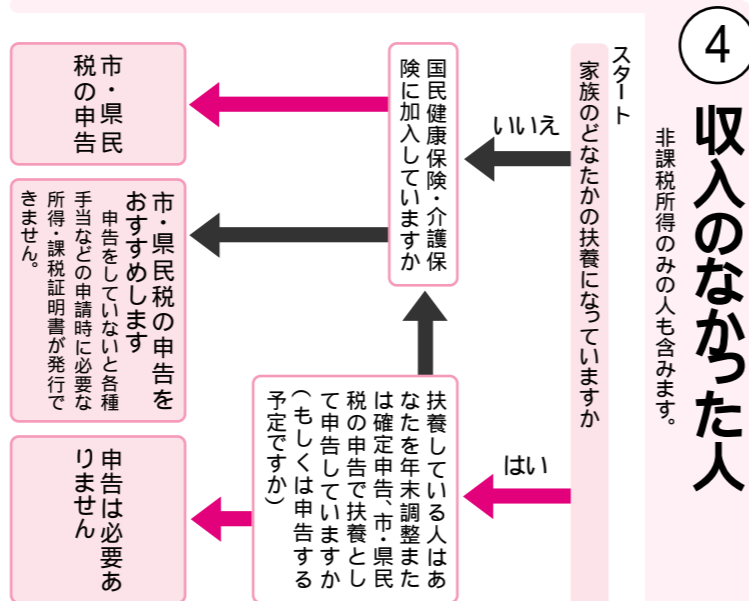 4
収入のなかった人
非課税所得のみの人も含みます。
スタート
家族のどなたかの扶養になっていますか
いいえ
はい
国民健康保険・介護保
険に加入していますか
扶養している人はあ
なたを年末調整また
は確定申告、市・県民
税の申告で扶養とし
て申告していますか
(もしくは申告する
予定ですか)
市・県民
税の申告
市・県民税の申告を
おすすめします
申告をしていないと各種
手当などの申請時に必要な
所得・課税証明書が発行で
きません。
申告は必要あ
りません